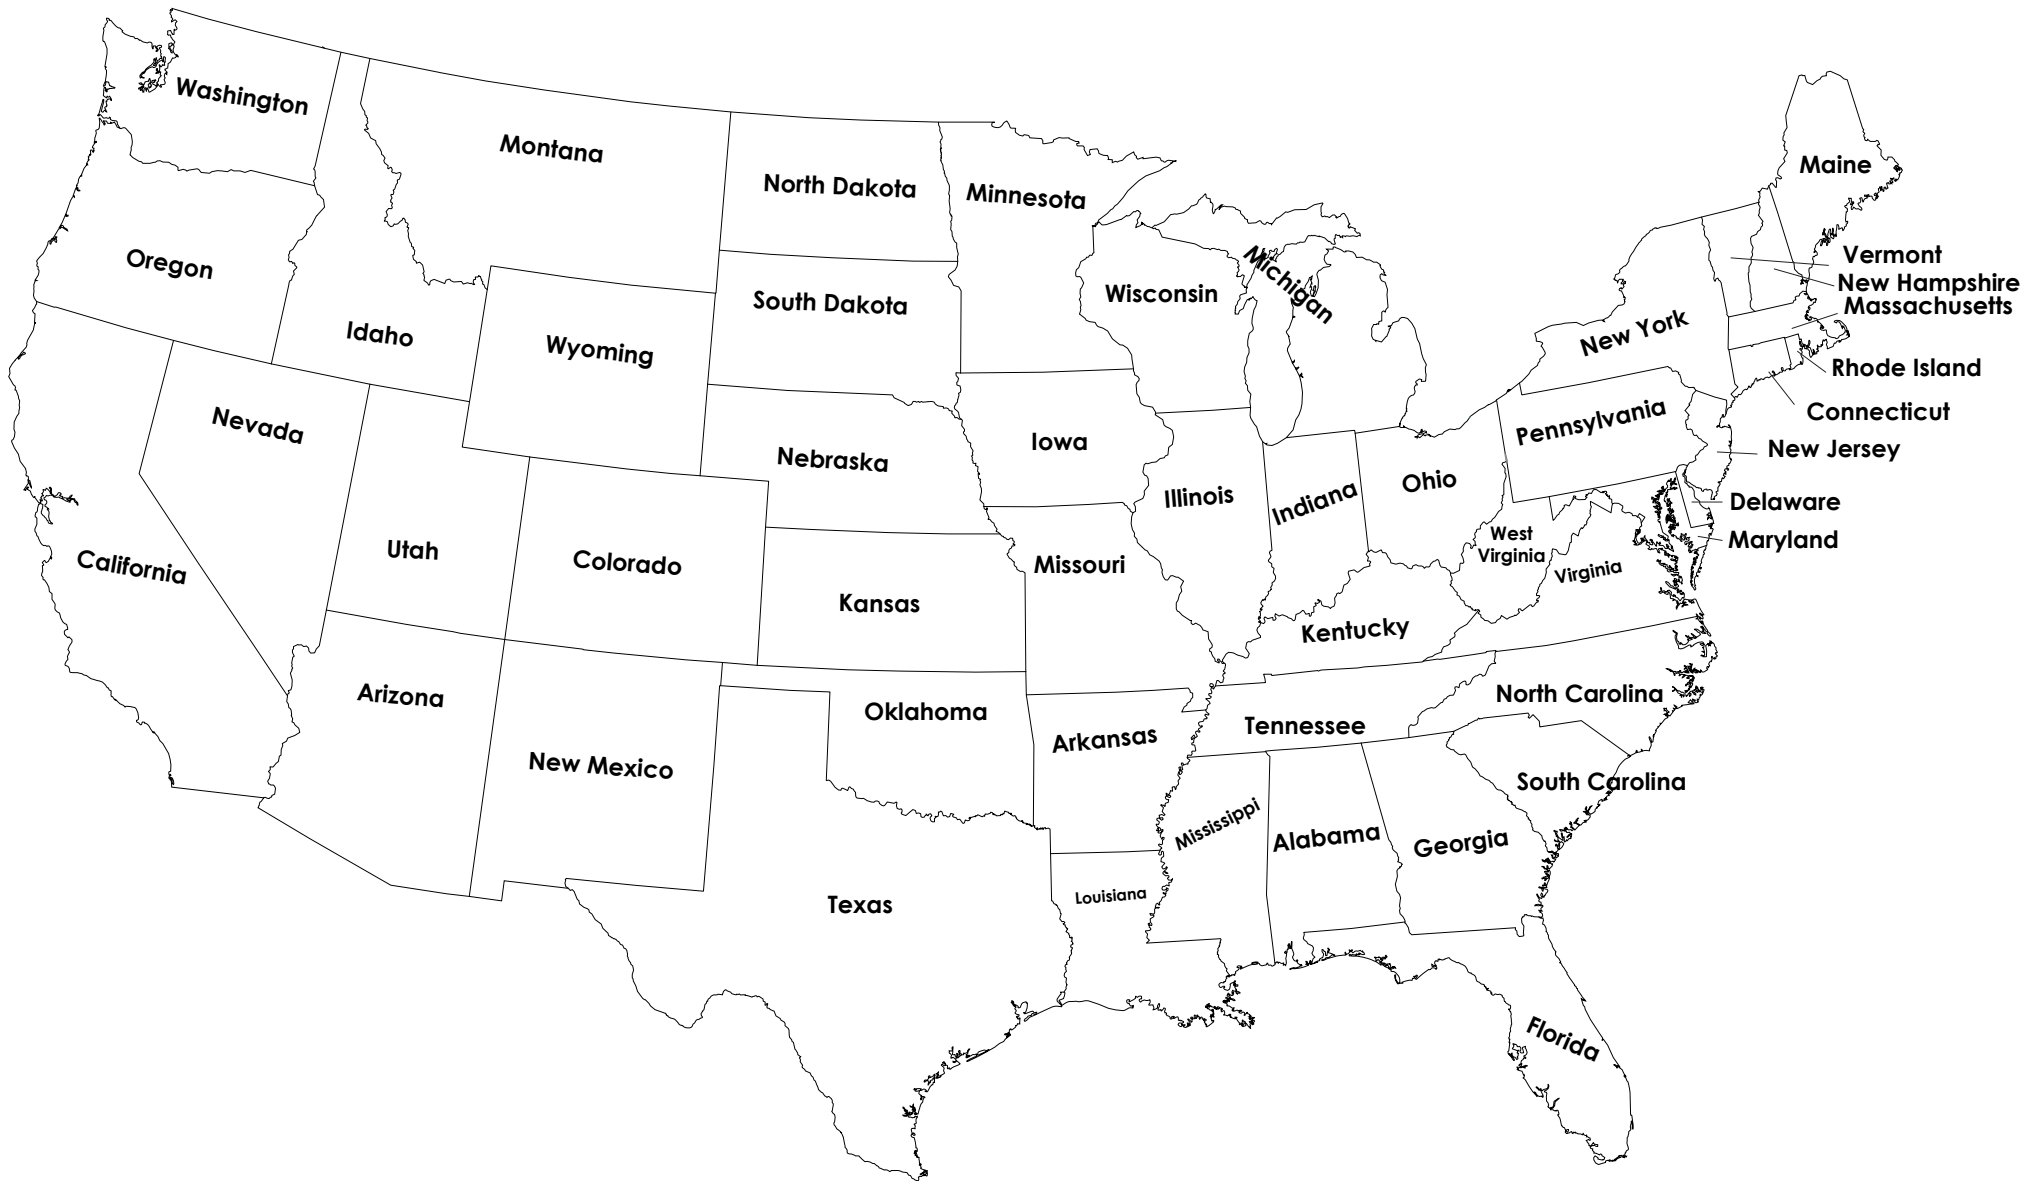 Washington
Montana
North Dakota
Minnesota
Maine
Oregon
Idaho
Wyoming
South Dakota
Wisconsin
Michigan
Vermont
New Hampshire
Massachusetts
New York
Rhode Island
Connecticut
Nevada
Nebraska
Iowa
Pennsylvania
New Jersey
Illinois
Indiana
Ohio
Delaware
Maryland
West
Virginia
Virginia
California
Utah
Colorado
Kansas
Missouri
Kentucky
Arizona
New Mexico
Oklahoma
Arkansas
Tennessee
North Carolina
South Carolina
Mississippi
Alabama
Georgia
Texas
Louisiana
Florida